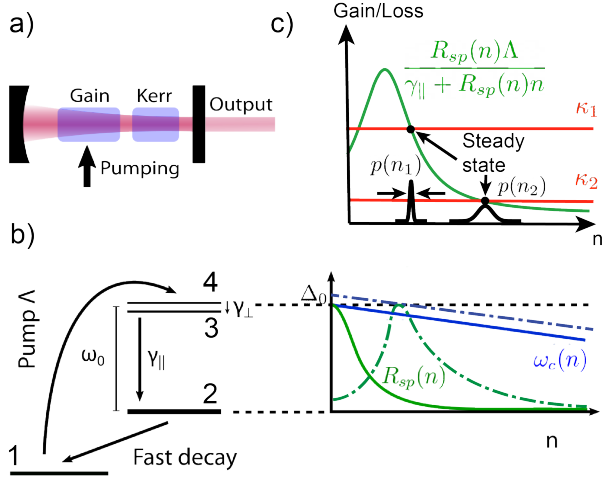 a)
Gain
Kerr
Output
Pumping
c)
Gain/Loss
R_{sp}(n)Λ
γ_∥ + R_{sp}(n)n
κ_1
Steady
state
p(n_1)
p(n_2)
κ_2
n
b)
Pump Λ
4
γ_⊥
3
ω_0
γ_∥
2
1
Fast decay
Δ_0
ω_c(n)
R_{sp}(n)
n